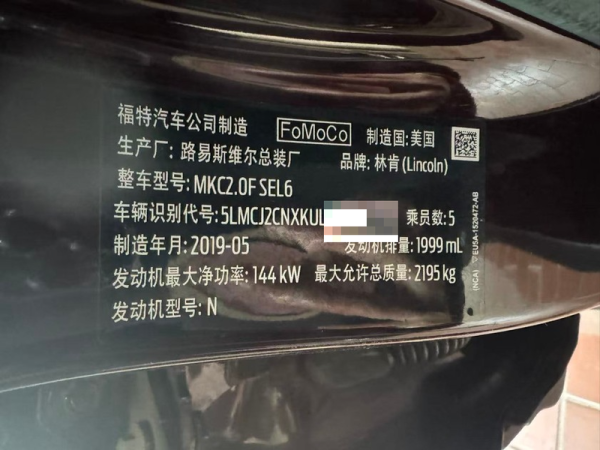 福特汽车公司制造 FoMoCo 制造国: 美国
生产厂: 路易斯维尔总装厂 品牌: 林肯(Lincoln)
整车型号: MKC2.0F SEL6
车辆识别代号: 5LMCJ2CNXKUL 乘员数: 5
制造年月: 2019-05 发动机排量: 1999 mL
发动机最大净功率: 144 kW 最大允许总质量: 2195 kg
发动机型号: N
(NCA) EU5A-1520472-AB